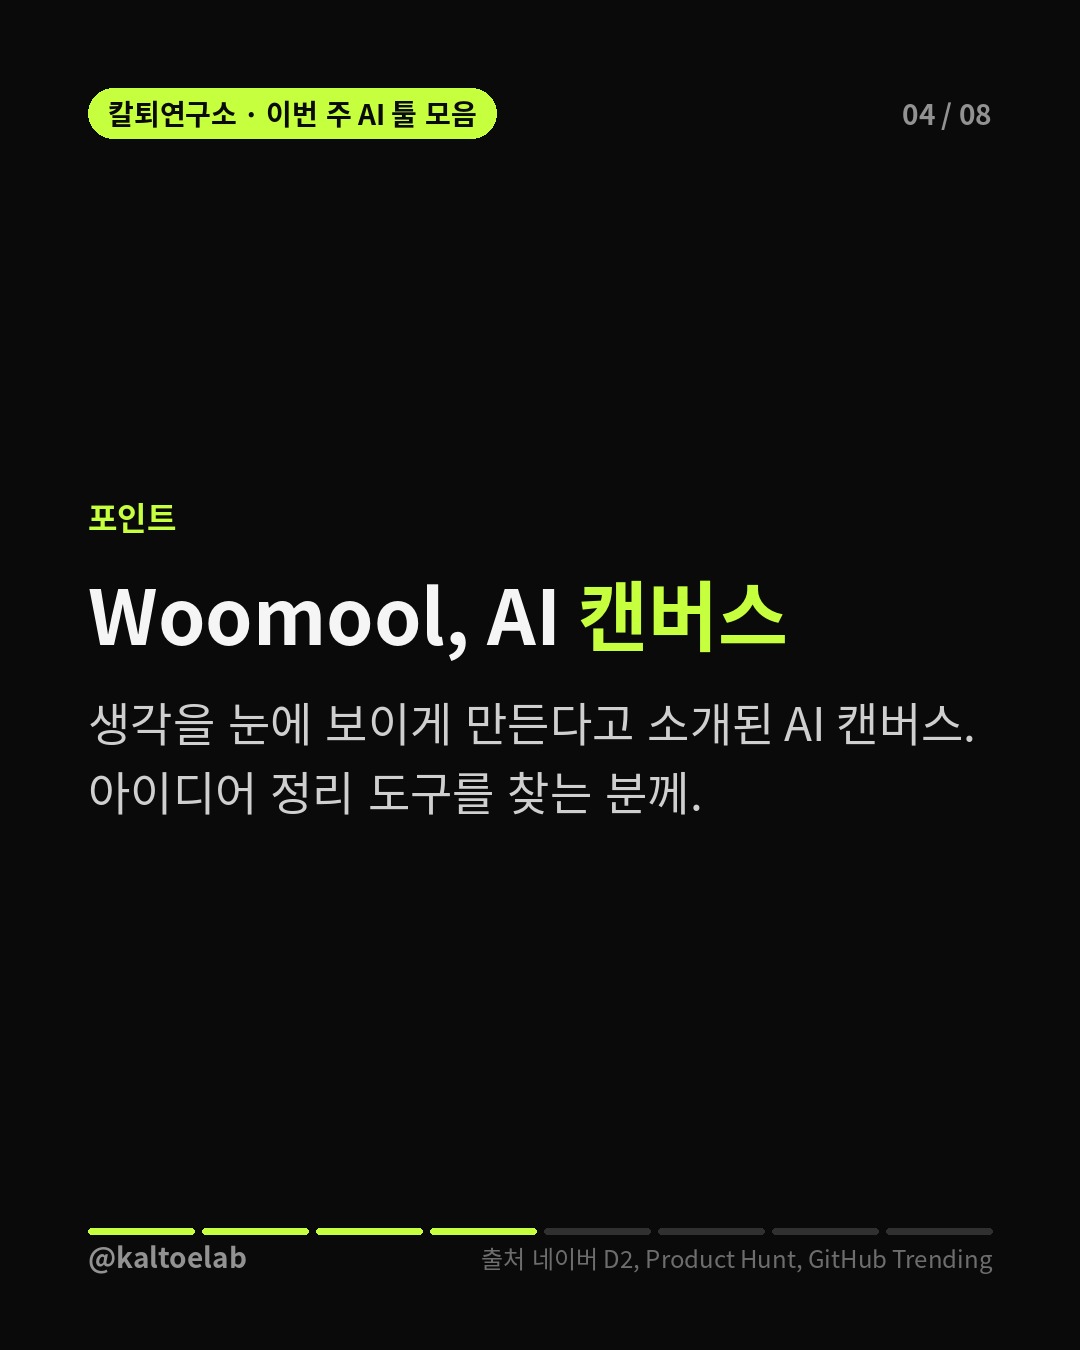 칼퇴연구소 · 이번 주 AI 툴 모음
04 / 08
포인트
Woomool, AI 캔버스
생각을 눈에 보이게 만든다고 소개된 AI 캔버스.
아이디어 정리 도구를 찾는 분께.
@kaltoelab
출처 네이버 D2, Product Hunt, GitHub Trending